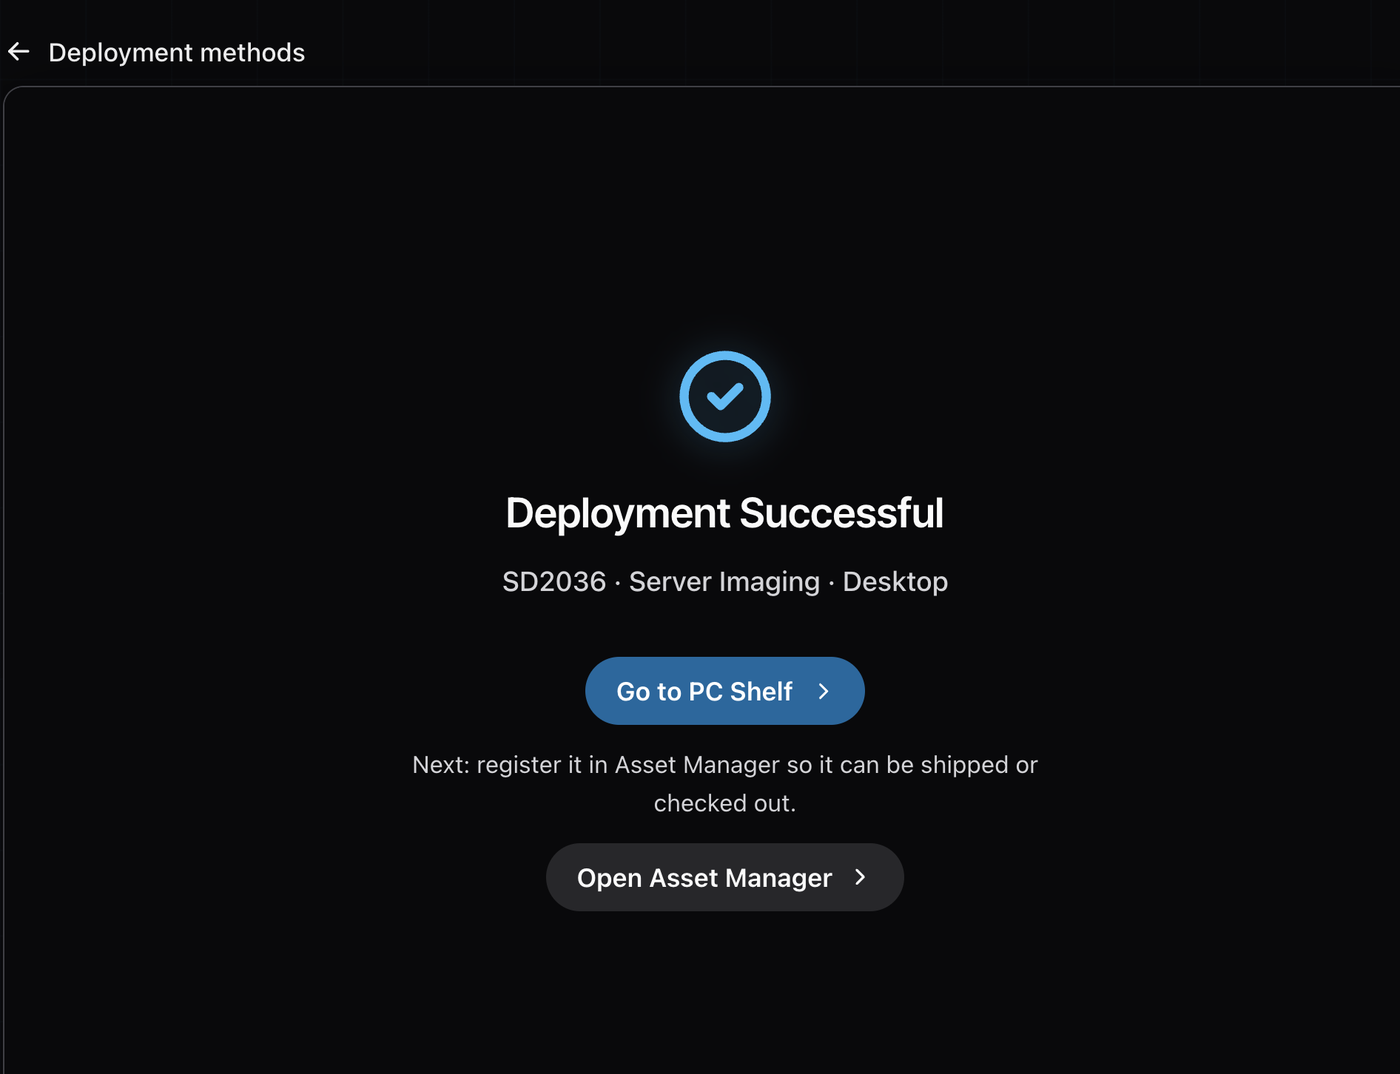 Deployment methods
Deployment Successful
SD2036 · Server Imaging · Desktop
Go to PC Shelf
Next: register it in Asset Manager so it can be shipped or
checked out.
Open Asset Manager